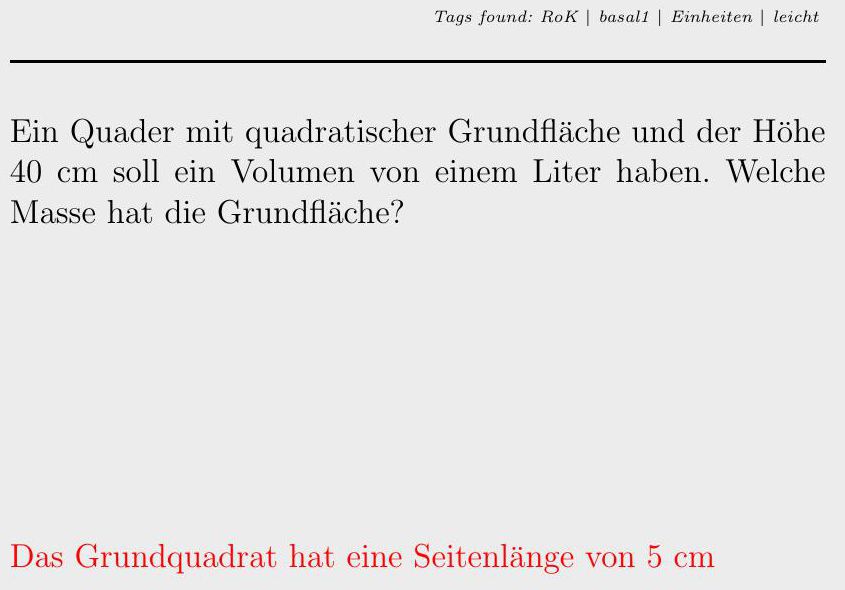 Tags found: RoK | basal1 | Einheiten | leicht
Ein Quader mit quadratischer Grundfläche und der Höhe
40 cm soll ein Volumen von einem Liter haben. Welche
Masse hat die Grundfläche?
Das Grundquadrat hat eine Seitenlänge von 5 cm